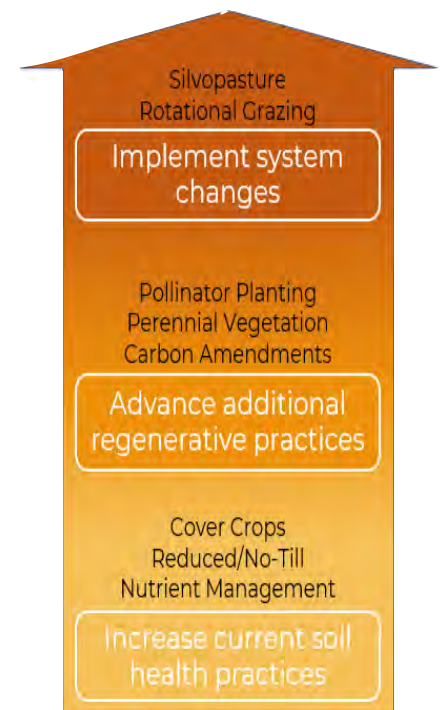 Silvopasture
Rotational Grazing
Implement system
changes
Pollinator Planting
Perennial Vegetation
Carbon Amendments
Advance additional
regenerative practices
Cover Crops
Reduced/No-Till
Nutrient Management
Increase current soil
health practices